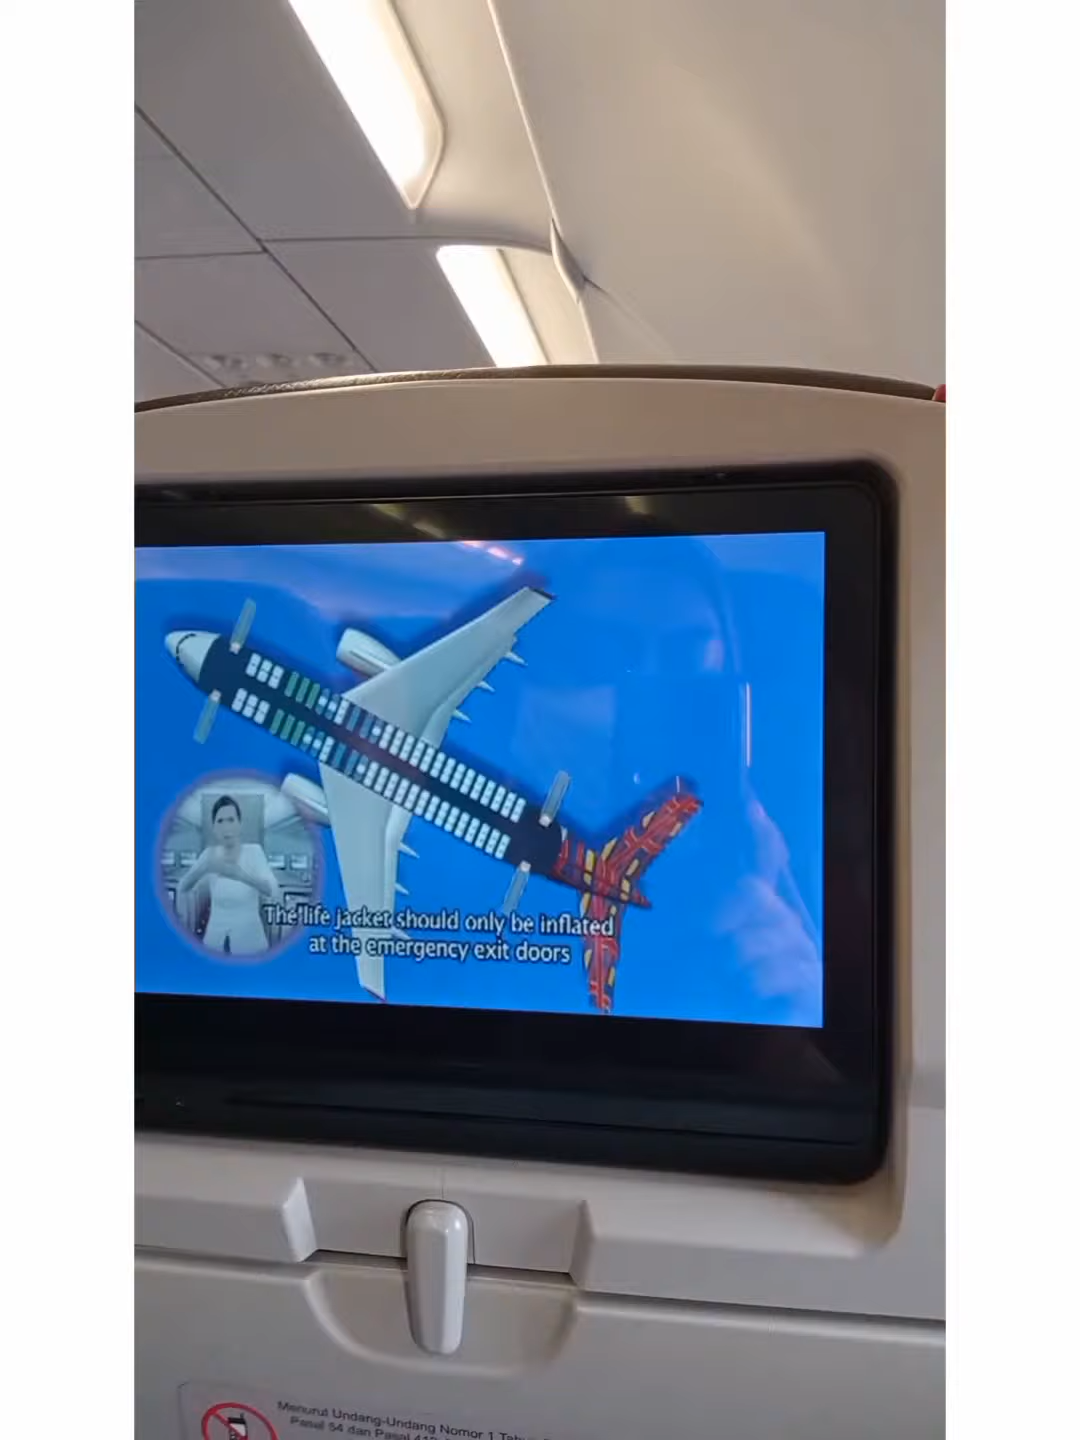 The life jacket should only be inflated
at the emergency exit doors
Menurut Undang-Undang Nomor 1
Pasal 54 dan Pasal